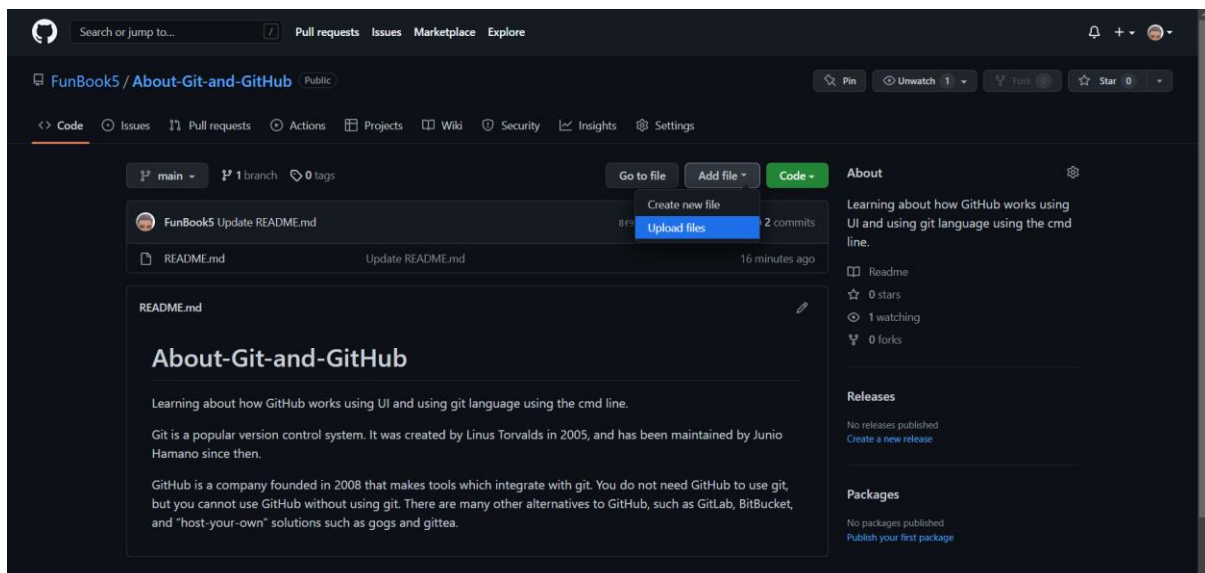 Search or jump to... / Pull requests Issues Marketplace Explore
FunBook5 / About-Git-and-GitHub Public
Pin Unwatch 1 Fork 0 Star 0
<> Code Issues Pull requests Actions Projects Wiki Security Insights Settings
main 1 branch 0 tags
Go to file Add file Code
Create new file
Upload files
FunBook5 Update README.md 2 commits
README.md Update README.md 16 minutes ago
README.md
About-Git-and-GitHub
Learning about how GitHub works using UI and using git language using the cmd line.
Git is a popular version control system. It was created by Linus Torvalds in 2005, and has been maintained by Junio
Hamano since then.
GitHub is a company founded in 2008 that makes tools which integrate with git. You do not need GitHub to use git,
but you cannot use GitHub without using git. There are many other alternatives to GitHub, such as GitLab, BitBucket,
and "host-your-own" solutions such as gogs and gittea.
About
Learning about how GitHub works using
UI and using git language using the cmd
line.
Readme
0 stars
1 watching
0 forks
Releases
No releases published
Create a new release
Packages
No packages published
Publish your first package